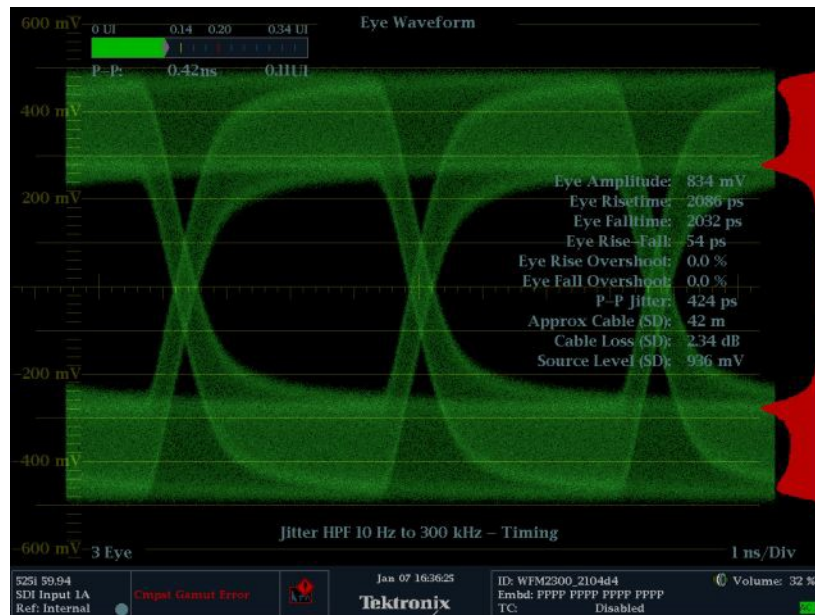 Eye Waveform
600 mV
0 UI 0.14 0.20 0.34 UI
P-P: 0.42ns 0.11UI
400 mV
200 mV
Eye Amplitude: 834 mV
Eye Risetime: 2086 ps
Eye Falltime: 2032 ps
Eye Rise-Fall: 54 ps
Eye Rise Overshoot: 0.0 %
Eye Fall Overshoot: 0.0 %
P-P Jitter: 424 ps
Approx Cable (SD): 42 m
Cable Loss (SD): 2.34 dB
Source Level (SD): 936 mV
-200 mV
-400 mV
Jitter HPF 10 Hz to 300 kHz - Timing
-600 mV 3 Eye 1 ns/Div
525i 59.94
SDI Input 1A
Ref: Internal
Cmpst Gamut Error
Jan 07 16:36:25
Tektronix
ID: WFM2300_2104d4
Embd: PPPP PPPP PPPP PPPP
TC: Disabled
Volume: 32 %